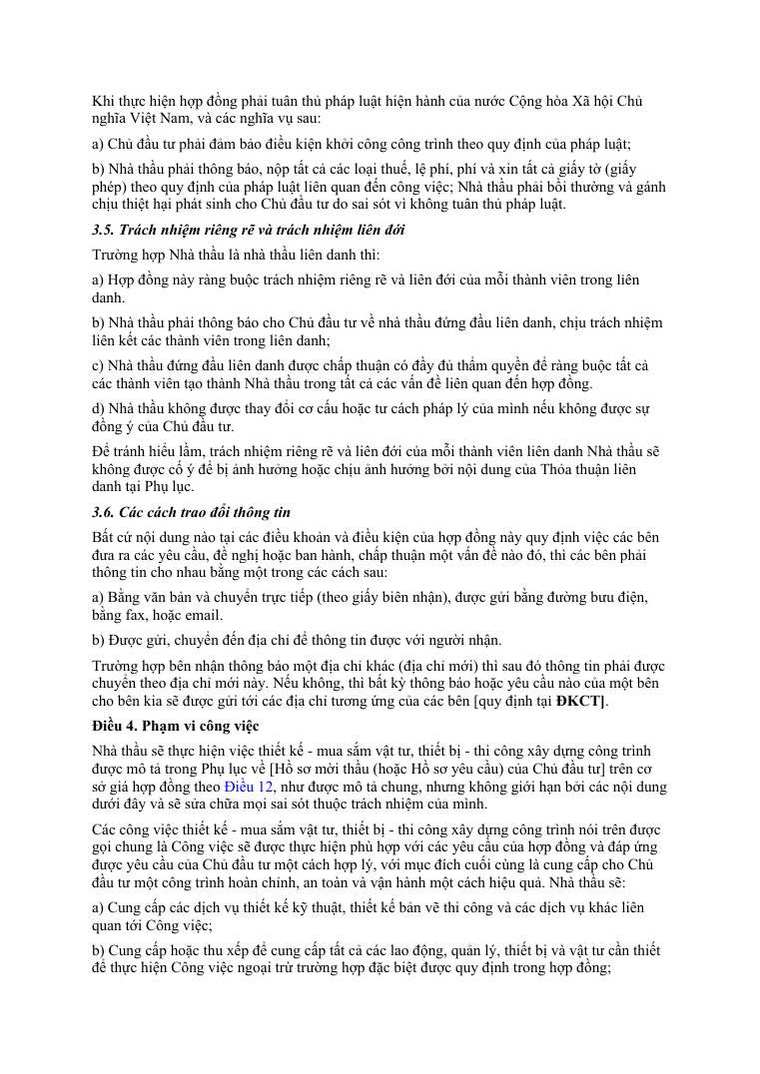 Khi thực hiện hợp đồng phải tuân thủ pháp luật hiện hành của nước Cộng hòa Xã hội Chủ
nghĩa Việt Nam, và các nghĩa vụ sau:
a) Chủ đầu tư phải đảm bảo điều kiện khởi công công trình theo quy định của pháp luật;
b) Nhà thầu phải thông báo, nộp tất cả các loại thuế, lệ phí, phí và xin tất cả giấy tờ (giấy
phép) theo quy định của pháp luật liên quan đến công việc; Nhà thầu phải bồi thường và gánh
chịu thiệt hại phát sinh cho Chủ đầu tư do sai sót vì không tuân thủ pháp luật.
3.5. Trách nhiệm riêng rẽ và trách nhiệm liên đới
Trường hợp Nhà thầu là nhà thầu liên danh thì:
a) Hợp đồng này ràng buộc trách nhiệm riêng rẽ và liên đới của mỗi thành viên trong liên
danh.
b) Nhà thầu phải thông báo cho Chủ đầu tư về nhà thầu đứng đầu liên danh, chịu trách nhiệm
liên kết các thành viên trong liên danh;
c) Nhà thầu đứng đầu liên danh được chấp thuận có đầy đủ thẩm quyền để ràng buộc tất cả
các thành viên tạo thành Nhà thầu trong tất cả các vấn đề liên quan đến hợp đồng.
d) Nhà thầu không được thay đổi cơ cấu hoặc tư cách pháp lý của mình nếu không được sự
đồng ý của Chủ đầu tư.
Để tránh hiểu lầm, trách nhiệm riêng rẽ và liên đới của mỗi thành viên liên danh Nhà thầu sẽ
không được cố ý để bị ảnh hưởng hoặc chịu ảnh hưởng bởi nội dung của Thỏa thuận liên
danh tại Phụ lục.
3.6. Các cách trao đổi thông tin
Bất cứ nội dung nào tại các điều khoản và điều kiện của hợp đồng này quy định việc các bên
đưa ra các yêu cầu, đề nghị hoặc ban hành, chấp thuận một vấn đề nào đó, thì các bên phải
thông tin cho nhau bằng một trong các cách sau:
a) Bằng văn bản và chuyển trực tiếp (theo giấy biên nhận), được gửi bằng đường bưu điện,
bằng fax, hoặc email.
b) Được gửi, chuyển đến địa chỉ để thông tin được với người nhận.
Trường hợp bên nhận thông báo một địa chỉ khác (địa chỉ mới) thì sau đó thông tin phải được
chuyển theo địa chỉ mới này. Nếu không, thì bất kỳ thông báo hoặc yêu cầu nào của một bên
cho bên kia sẽ được gửi tới các địa chỉ tương ứng của các bên [quy định tại ĐKCT].
Điều 4. Phạm vi công việc
Nhà thầu sẽ thực hiện việc thiết kế - mua sắm vật tư, thiết bị - thi công xây dựng công trình
được mô tả trong Phụ lục về [Hồ sơ mời thầu (hoặc Hồ sơ yêu cầu) của Chủ đầu tư] trên cơ
sở giá hợp đồng theo Điều 12, như được mô tả chung, nhưng không giới hạn bởi các nội dung
dưới đây và sẽ sửa chữa mọi sai sót thuộc trách nhiệm của mình.
Các công việc thiết kế - mua sắm vật tư, thiết bị - thi công xây dựng công trình nói trên được
gọi chung là Công việc sẽ được thực hiện phù hợp với các yêu cầu của hợp đồng và đáp ứng
được yêu cầu của Chủ đầu tư một cách hợp lý, với mục đích cuối cùng là cung cấp cho Chủ
đầu tư một công trình hoàn chỉnh, an toàn và vận hành một cách hiệu quả. Nhà thầu sẽ:
a) Cung cấp các dịch vụ thiết kế kỹ thuật, thiết kế bản vẽ thi công và các dịch vụ khác liên
quan tới Công việc;
b) Cung cấp hoặc thu xếp để cung cấp tất cả các lao động, quản lý, thiết bị và vật tư cần thiết
để thực hiện Công việc ngoại trừ trường hợp đặc biệt được quy định trong hợp đồng;